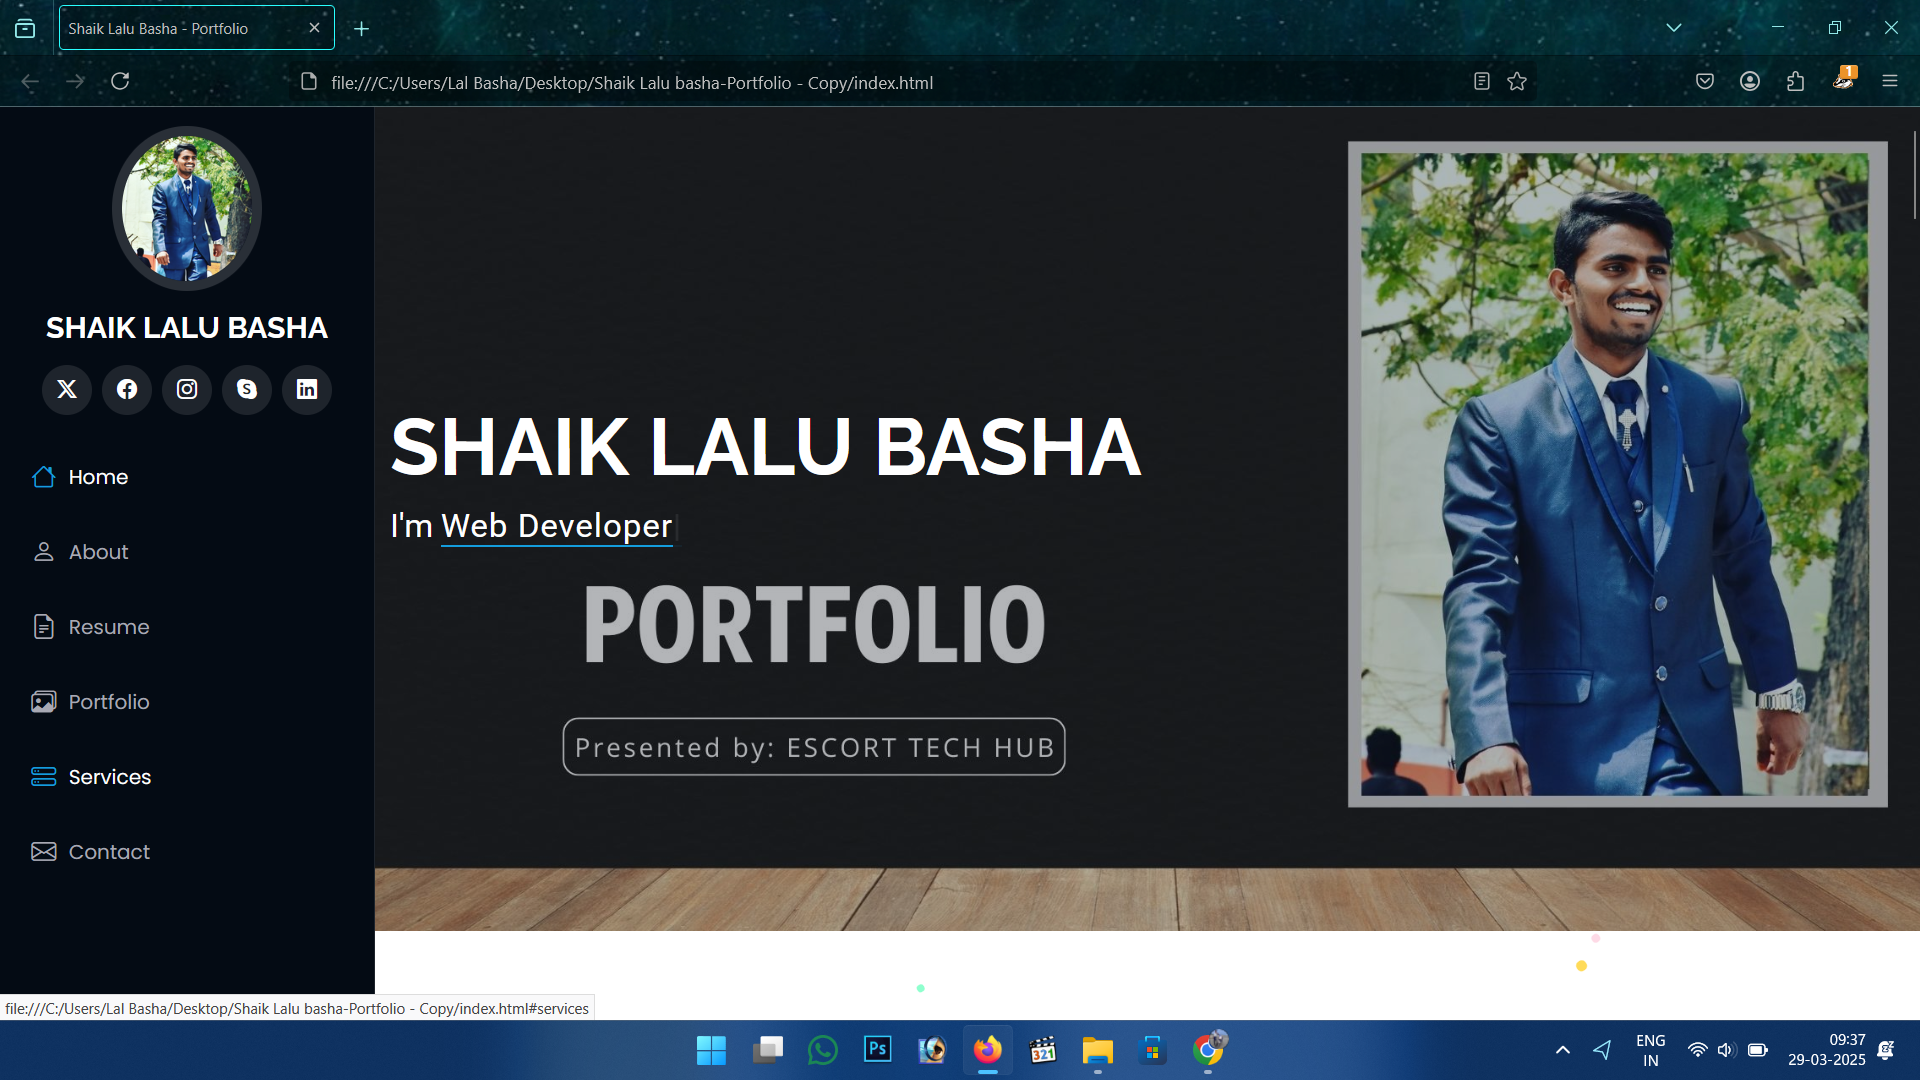 Shaik Lalu Basha - Portfolio
file:///C:/Users/Lal Basha/Desktop/Shaik Lalu basha-Portfolio - Copy/index.html
1
SHAIK LALU BASHA
Home
About
Resume
Portfolio
Services
Contact
SHAIK LALU BASHA
I'm Web Developer
PORTFOLIO
Presented by: ESCORT TECH HUB
file:///C:/Users/Lal Basha/Desktop/Shaik Lalu basha-Portfolio - Copy/index.html#services
Ps
321
ENG
IN
09:37
29-03-2025